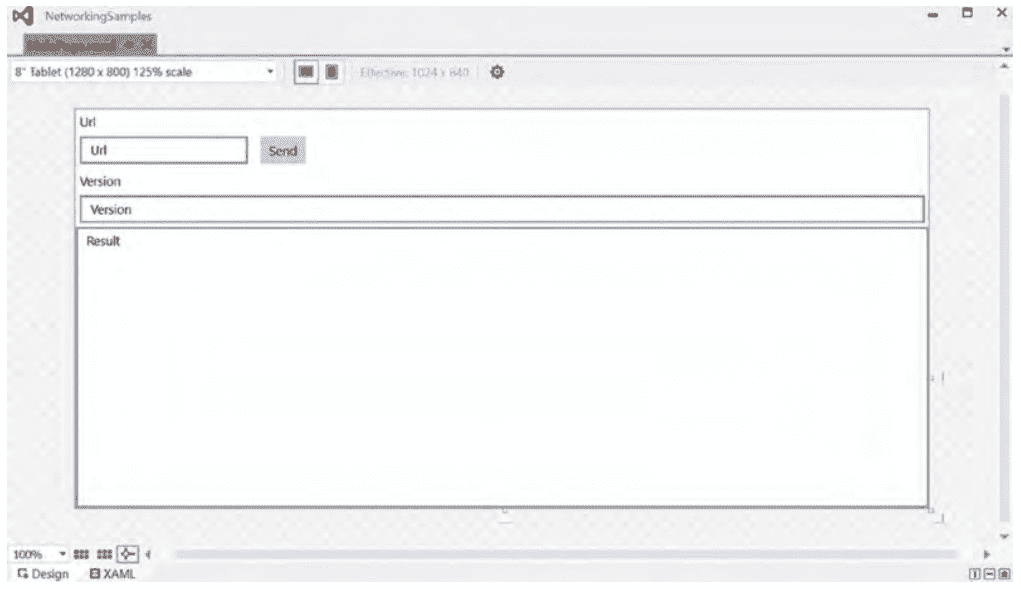 NetworkingSamples
8" Tablet (1280 x 800) 125% scale
Effective: 1024 x 640
Url
Url
Send
Version
Version
Result
100%
Design
XAML